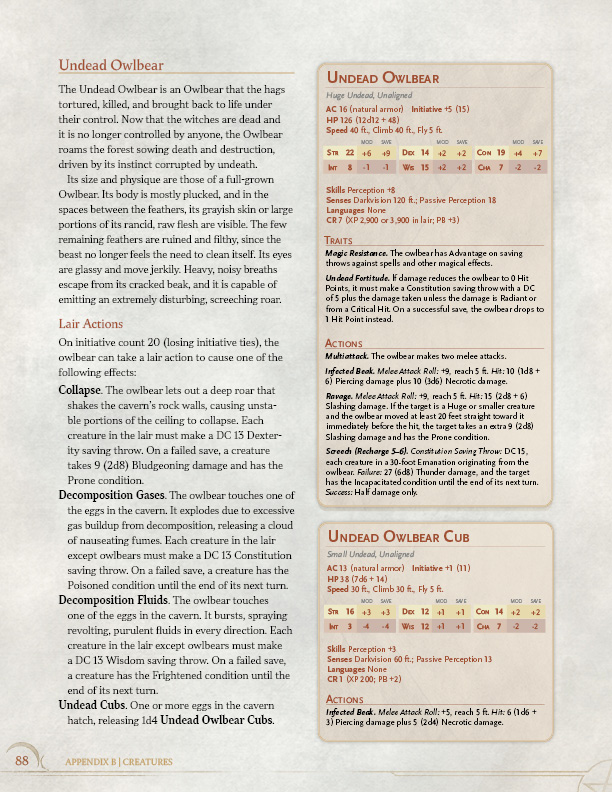 Undead Owlbear
The Undead Owlbear is an Owlbear that the hags
tortured, killed, and brought back to life under
their control. Now that the witches are dead and
it is no longer controlled by anyone, the Owlbear
roams the forest sowing death and destruction,
driven by its instinct corrupted by undeath.
Its size and physique are those of a full-grown
Owlbear. Its body is mostly plucked, and in the
spaces between the feathers, its grayish skin or large
portions of its rancid, raw flesh are visible. The few
remaining feathers are ruined and filthy, since the
beast no longer feels the need to clean itself. Its eyes
are glassy and move jerkily. Heavy, noisy breaths
escape from its cracked beak, and it is capable of
emitting an extremely disturbing, screeching roar.
Lair Actions
On initiative count 20 (losing initiative ties), the
owlbear can take a lair action to cause one of the
following effects:
Collapse. The owlbear lets out a deep roar that
shakes the cavern's rock walls, causing unsta-
ble portions of the ceiling to collapse. Each
creature in the lair must make a DC 13 Dexter-
ity saving throw. On a failed save, a creature
takes 9 (2d8) Bludgeoning damage and has the
Prone condition.
Decomposition Gases. The owlbear touches one of
the eggs in the cavern. It explodes due to excessive
gas buildup from decomposition, releasing a cloud
of nauseating fumes. Each creature in the lair
except owlbears must make a DC 13 Constitution
saving throw. On a failed save, a creature has the
Poisoned condition until the end of its next turn.
Decomposition Fluids. The owlbear touches
one of the eggs in the cavern. It bursts, spraying
revolting, purulent fluids in every direction. Each
creature in the lair except owlbears must make
a DC 13 Wisdom saving throw. On a failed save,
a creature has the Frightened condition until the
end of its next turn.
Undead Cubs. One or more eggs in the cavern
hatch, releasing 1d4 Undead Owlbear Cubs.
Undead Owlbear
Huge Undead, Unaligned
AC 16 (natural armor) Initiative +5 (15)
HP 126 (12d12 + 48)
Speed 40 ft., Climb 40 ft., Fly 5 ft.
MOD SAVE MOD SAVE MOD SAVE
Str 22 +6 +9 Dex 14 +2 +2 Con 19 +4 +7
Int 8 -1 -1 Wis 15 +2 +2 Cha 7 -2 -2
Skills Perception +8
Senses Darkvision 120 ft.; Passive Perception 18
Languages None
CR 7 (XP 2,900 or 3,900 in lair; PB +3)
Traits
Magic Resistance. The owlbear has Advantage on saving
throws against spells and other magical effects.
Undead Fortitude. If damage reduces the owlbear to 0 Hit
Points, it must make a Constitution saving throw with a DC
of 5 plus the damage taken unless the damage is Radiant or
from a Critical Hit. On a successful save, the owlbear drops to
1 Hit Point instead.
Actions
Multiattack. The owlbear makes two melee attacks.
Infected Beak. Melee Attack Roll: +9, reach 5 ft. Hit: 10 (1d8 +
6) Piercing damage plus 10 (3d6) Necrotic damage.
Ravage. Melee Attack Roll: +9, reach 5 ft. Hit: 15 (2d8 + 6)
Slashing damage. If the target is a Huge or smaller creature
and the owlbear moved at least 20 feet straight toward it
immediately before the hit, the target takes an extra 9 (2d8)
Slashing damage and has the Prone condition.
Screech (Recharge 5–6). Constitution Saving Throw: DC 15,
each creature in a 30-foot Emanation originating from the
owlbear. Failure: 27 (6d8) Thunder damage, and the target
has the Incapacitated condition until the end of its next turn.
Success: Half damage only.
Undead Owlbear Cub
Small Undead, Unaligned
AC 13 (natural armor) Initiative +1 (11)
HP 38 (7d6 + 14)
Speed 30 ft., Climb 30 ft., Fly 5 ft.
MOD SAVE MOD SAVE MOD SAVE
Str 16 +3 +3 Dex 12 +1 +1 Con 14 +2 +2
Int 3 -4 -4 Wis 12 +1 +1 Cha 7 -2 -2
Skills Perception +3
Senses Darkvision 60 ft.; Passive Perception 13
Languages None
CR 1 (XP 200; PB +2)
Actions
Infected Beak. Melee Attack Roll: +5, reach 5 ft. Hit: 6 (1d6 +
3) Piercing damage plus 5 (2d4) Necrotic damage.
88 APPENDIX B | CREATURES